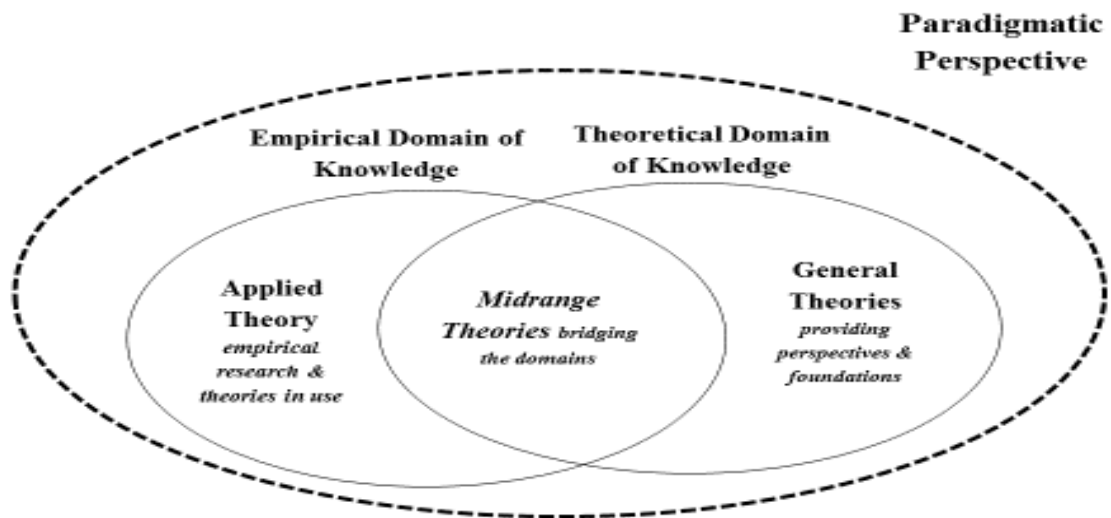 Paradigmatic
Perspective
Empirical Domain of
Knowledge
Theoretical Domain
of Knowledge
Applied
Theory
empirical
research &
theories in use
Midrange
Theories bridging
the domains
General
Theories
providing
perspectives &
foundations